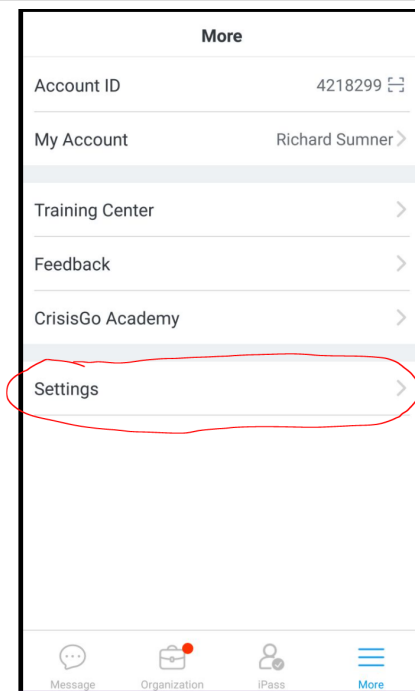 More
Account ID 4218299
My Account Richard Sumner
Training Center
Feedback
CrisisGo Academy
Settings
Message Organization iPass More